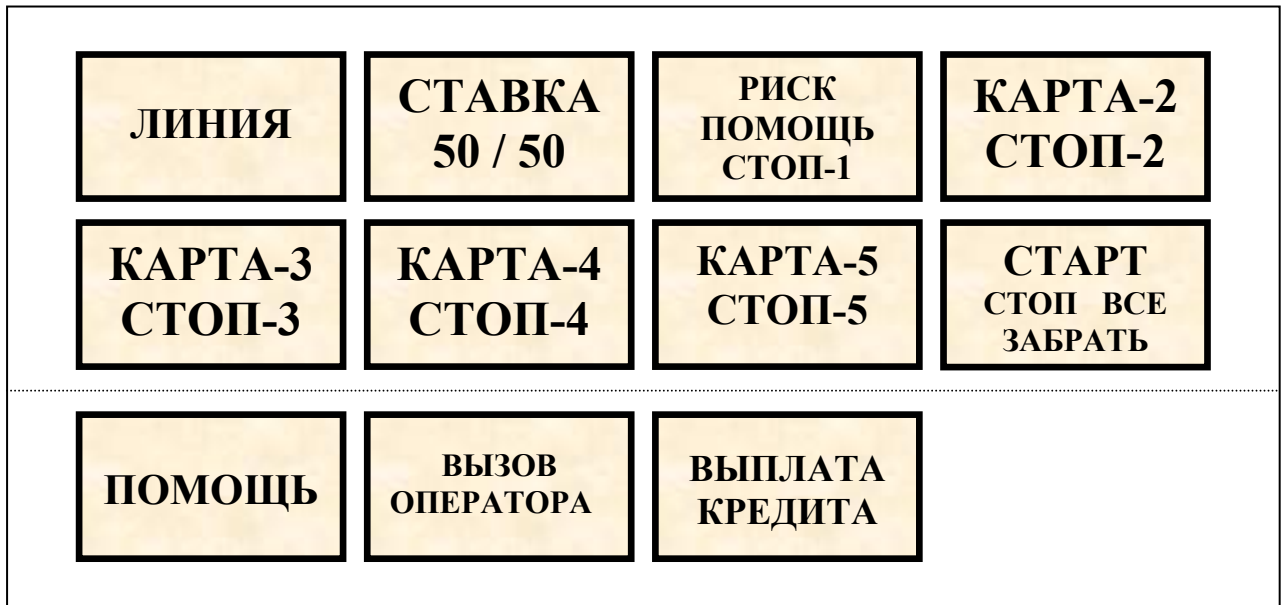 ЛИНИЯ
СТАВКА
50 / 50
РИСК
ПОМОЩЬ
СТОП-1
КАРТА-2
СТОП-2
КАРТА-3
СТОП-3
КАРТА-4
СТОП-4
КАРТА-5
СТОП-5
СТАРТ
СТОП ВСЕ
ЗАБРАТЬ
ПОМОЩЬ
ВЫЗОВ
ОПЕРАТОРА
ВЫПЛАТА
КРЕДИТА